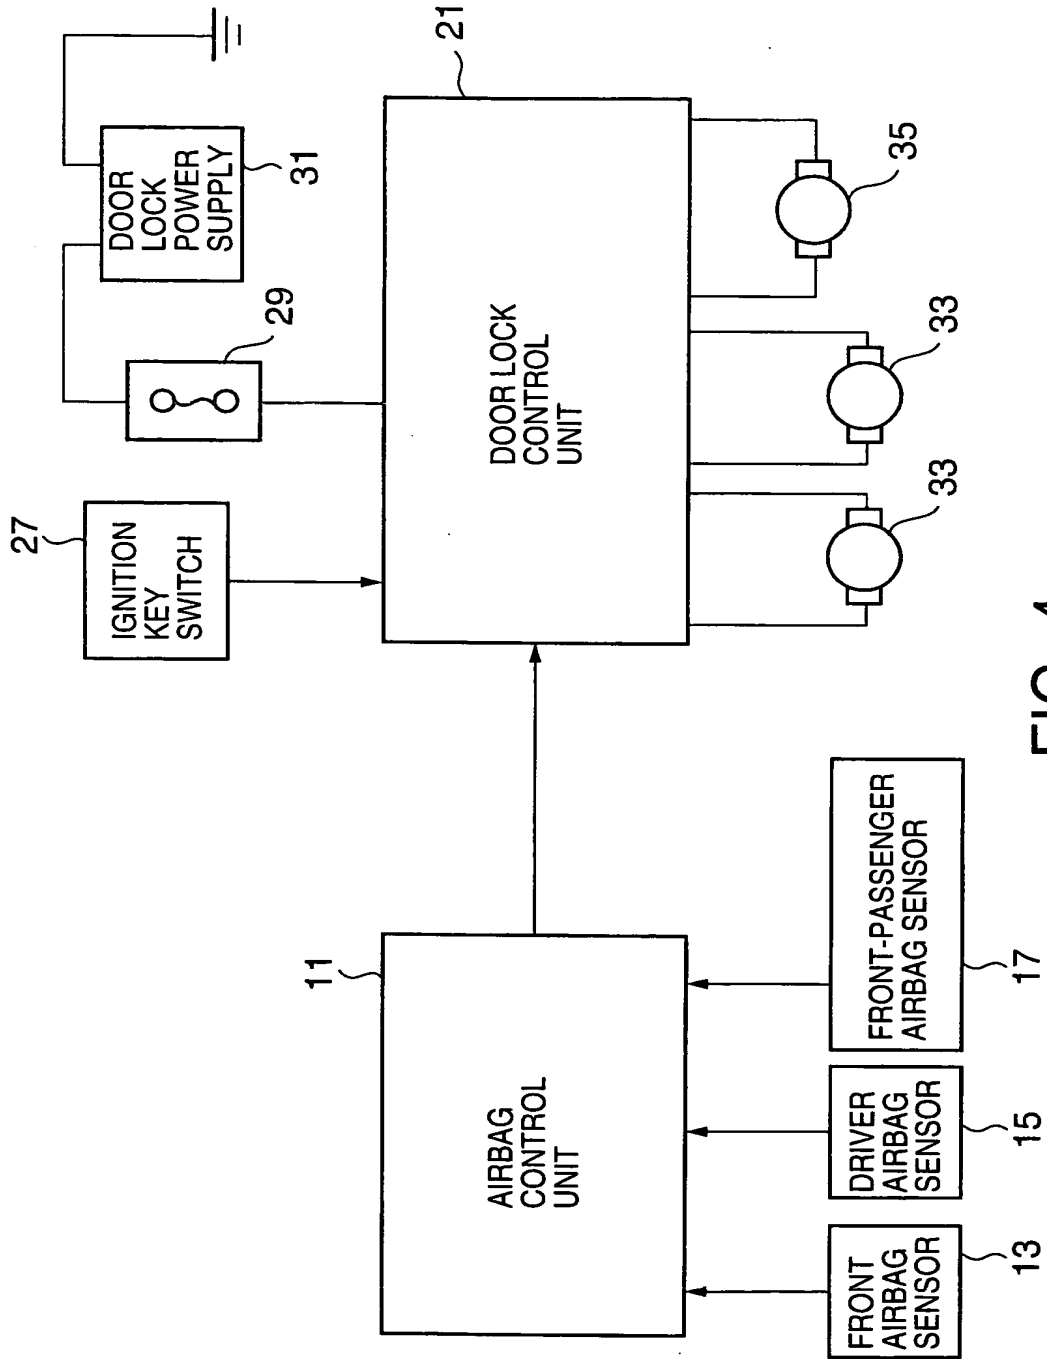 27
IGNITION
KEY
SWITCH
29
DOOR
LOCK
POWER
SUPPLY
31
11
AIRBAG
CONTROL
UNIT
21
DOOR LOCK
CONTROL
UNIT
FRONT
AIRBAG
SENSOR
13
DRIVER
AIRBAG
SENSOR
15
FRONT-PASSENGER
AIRBAG SENSOR
17
33
33
35
FIG.